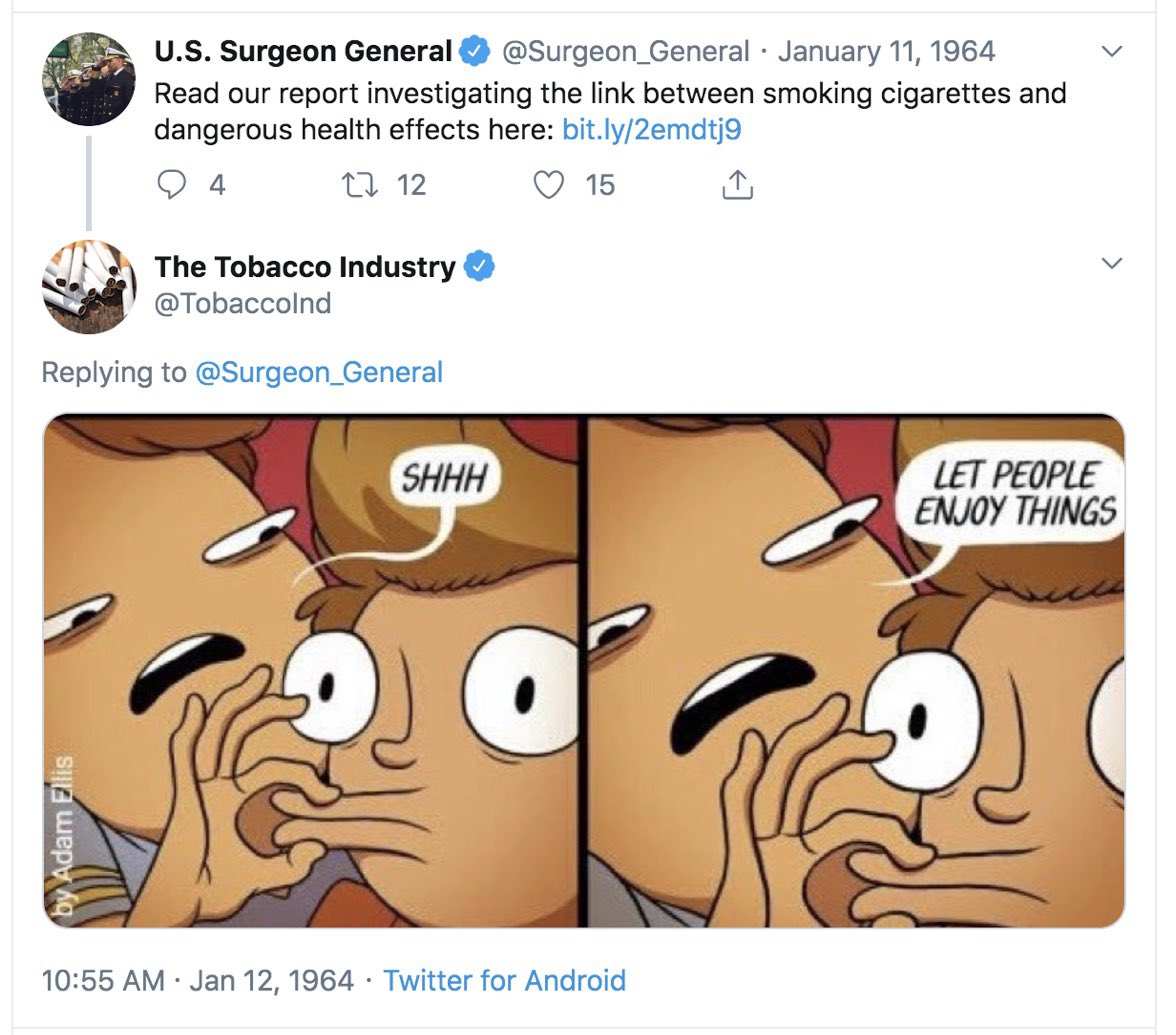 U.S. Surgeon General @Surgeon_General · January 11, 1964
Read our report investigating the link between smoking cigarettes and
dangerous health effects here: bit.ly/2emdtj9
4 12 15
The Tobacco Industry
@TobaccoInd
Replying to @Surgeon_General
SHHH
LET PEOPLE
ENJOY THINGS
by Adam Ellis
10:55 AM · Jan 12, 1964 · Twitter for Android